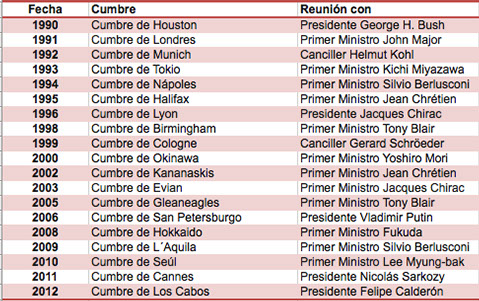 Fecha Cumbre Reunión con
1990 Cumbre de Houston Presidente George H. Bush
1991 Cumbre de Londres Primer Ministro John Major
1992 Cumbre de Munich Canciller Helmut Kohl
1993 Cumbre de Tokio Primer Ministro Kichi Miyazawa
1994 Cumbre de Nápoles Primer Ministro Silvio Berlusconi
1995 Cumbre de Halifax Primer Ministro Jean Chrétien
1996 Cumbre de Lyon Presidente Jacques Chirac
1998 Cumbre de Birmingham Primer Ministro Tony Blair
1999 Cumbre de Cologne Canciller Gerard Schröeder
2000 Cumbre de Okinawa Primer Ministro Yoshiro Mori
2002 Cumbre de Kananaskis Primer Ministro Jean Chrétien
2003 Cumbre de Evian Primer Ministro Jacques Chirac
2005 Cumbre de Gleaneagles Primer Ministro Tony Blair
2006 Cumbre de San Petersburgo Presidente Vladimir Putin
2008 Cumbre de Hokkaido Primer Ministro Fukuda
2009 Cumbre de L´Aquila Primer Ministro Silvio Berlusconi
2010 Cumbre de Seúl Primer Ministro Lee Myung-bak
2011 Cumbre de Cannes Presidente Nicolás Sarkozy
2012 Cumbre de Los Cabos Presidente Felipe Calderón